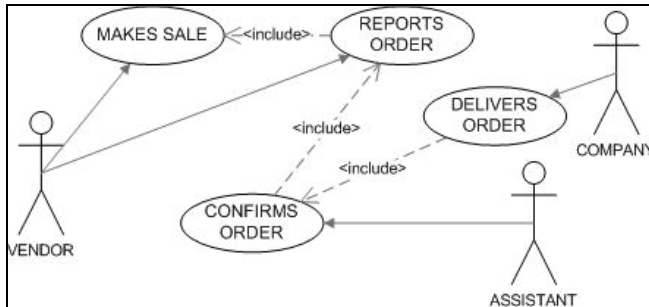 MAKES SALE
<include>
REPORTS
ORDER
<include>
DELIVERS
ORDER
COMPANY
<include>
CONFIRMS
ORDER
VENDOR
ASSISTANT